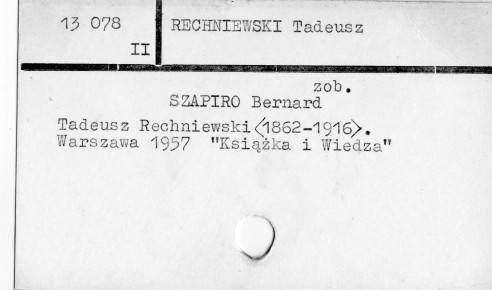 13 078
II
RECHNIEWSKI Tadeusz
zob.
SZAPIRO Bernard
Tadeusz Rechniewski<1862-1916>.
Warszawa 1957 "Książka i Wiedza"